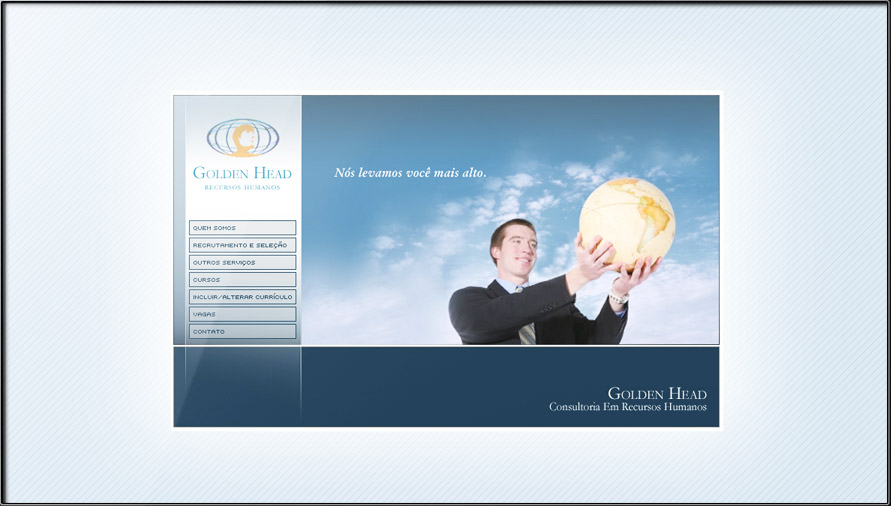 GOLDEN HEAD
RECURSOS HUMANOS
QUEM SOMOS
RECRUTAMENTO E SELEÇÃO
OUTROS SERVIÇOS
CURSOS
INCLUIR/ALTERAR CURRÍCULO
VAGAS
CONTATO
Nós levamos você mais alto.
GOLDEN HEAD
Consultoria Em Recursos Humanos